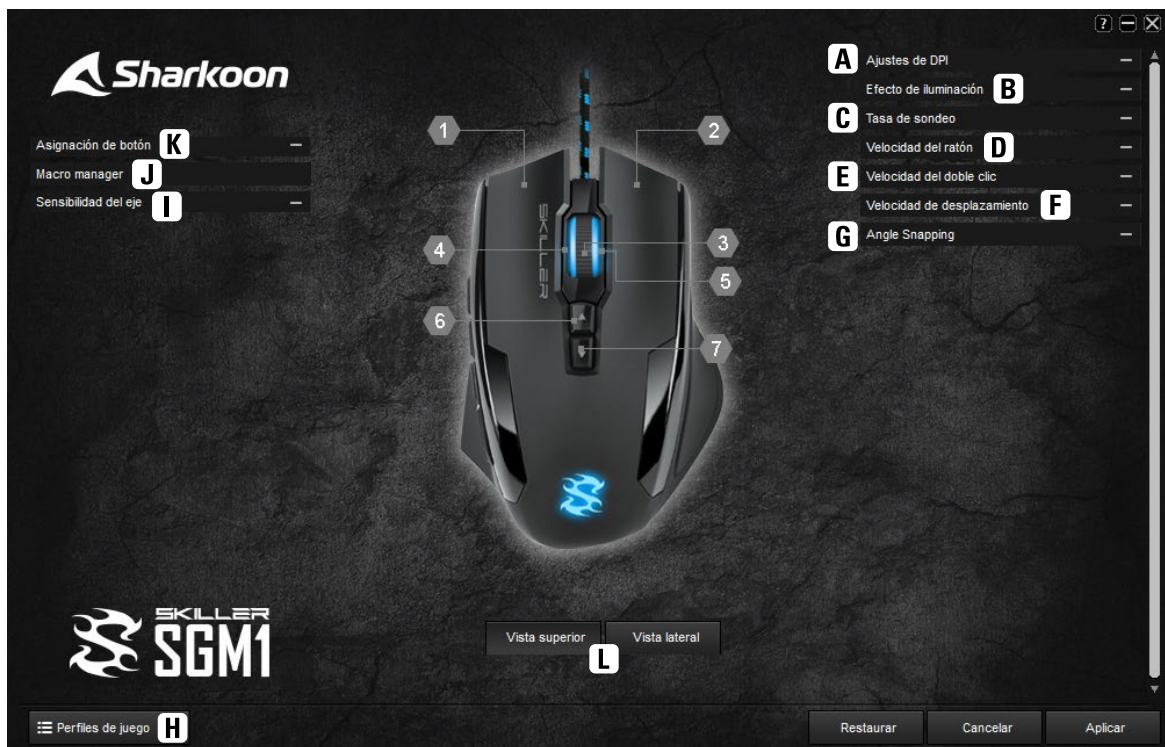 ?
Sharkoon
A Ajustes de DPI
Efecto de iluminación B
C Tasa de sondeo
Velocidad del ratón D
E Velocidad del doble clic
Velocidad de desplazamiento F
G Angle Snapping
Asignación de botón K
Macro manager J
Sensibilidad del eje I
1
2
SKILLER
3
4
5
6
7
SKILLER
SGM1
Vista superior
Vista lateral
L
Perfiles de juego H
Restaurar
Cancelar
Aplicar